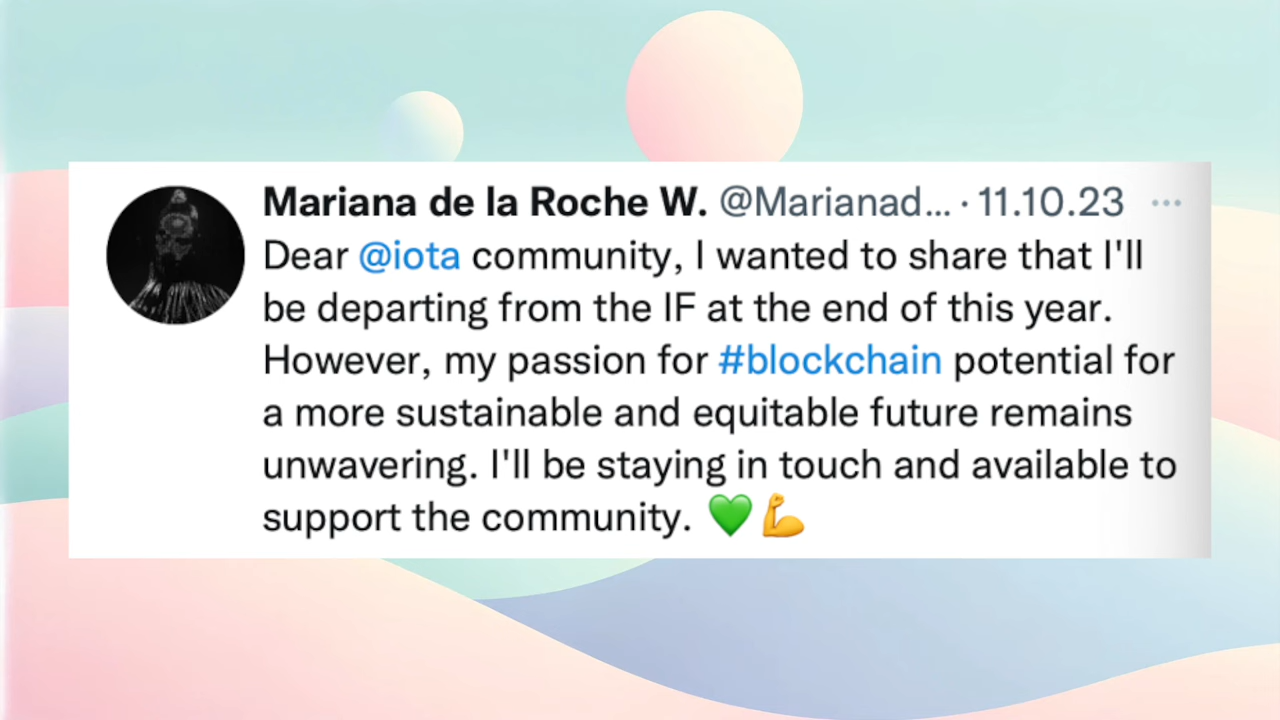 Mariana de la Roche W. @Marianad... · 11.10.23 ...
Dear @iota community, I wanted to share that I'll
be departing from the IF at the end of this year.
However, my passion for #blockchain potential for
a more sustainable and equitable future remains
unwavering. I'll be staying in touch and available to
support the community. 💚💪